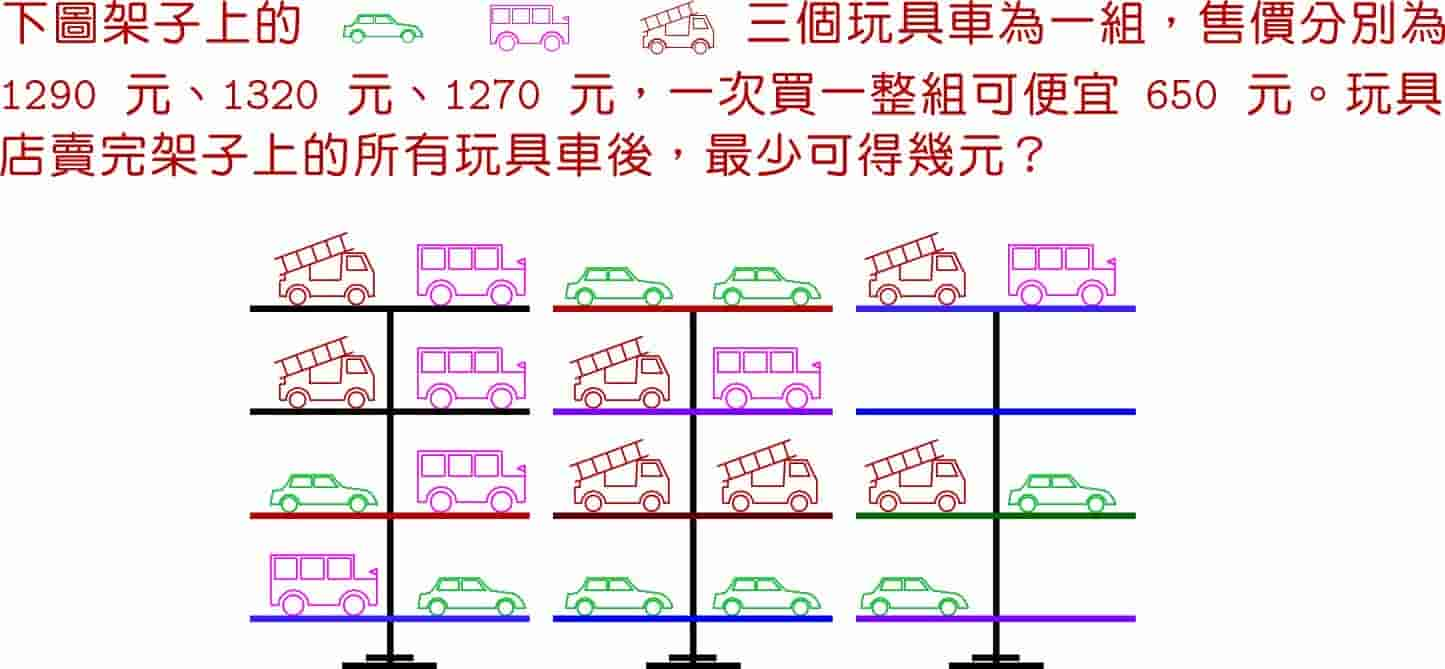 下圖架子上的 三個玩具車為一組，售價分別為
1290 元、1320 元、1270 元，一次買一整組可便宜 650 元。玩具
店賣完架子上的所有玩具車後，最少可得幾元？